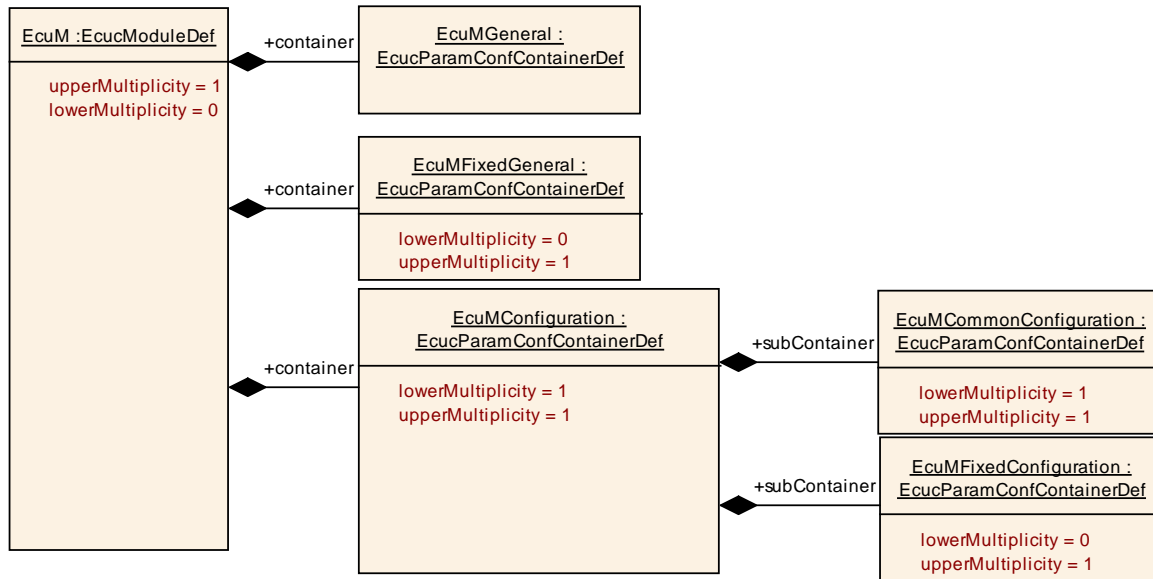 EcuM :EcucModuleDef
upperMultiplicity = 1
lowerMultiplicity = 0
+container
EcuMGeneral :
EcucParamConfContainerDef
+container
EcuMFixedGeneral :
EcucParamConfContainerDef
lowerMultiplicity = 0
upperMultiplicity = 1
+container
EcuMConfiguration :
EcucParamConfContainerDef
lowerMultiplicity = 1
upperMultiplicity = 1
+subContainer
EcuMCommonConfiguration :
EcucParamConfContainerDef
lowerMultiplicity = 1
upperMultiplicity = 1
+subContainer
EcuMFixedConfiguration :
EcucParamConfContainerDef
lowerMultiplicity = 0
upperMultiplicity = 1